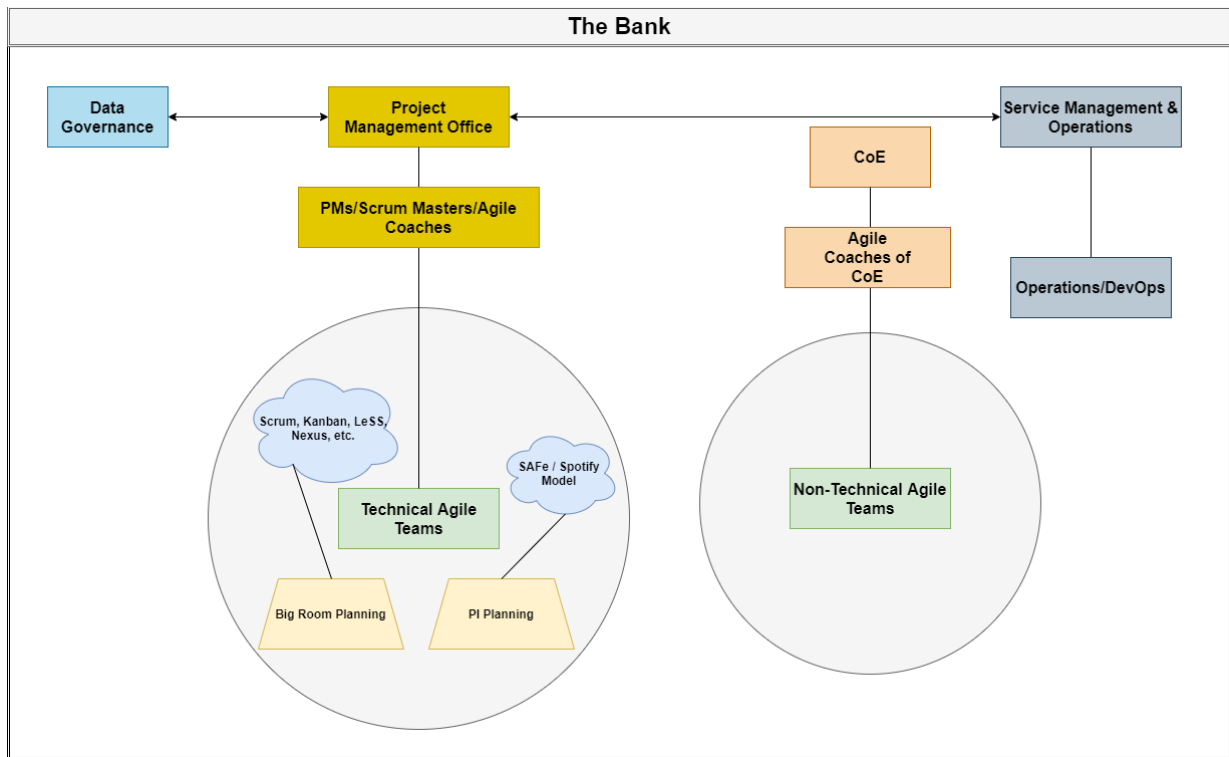 The Bank
Data
Governance
Project
Management Office
Service Management &
Operations
CoE
PMs/Scrum Masters/Agile
Coaches
Agile
Coaches of
CoE
Operations/DevOps
Scrum, Kanban, LeSS,
Nexus, etc.
SAFe / Spotify
Model
Technical Agile
Teams
Non-Technical Agile
Teams
Big Room Planning
PI Planning